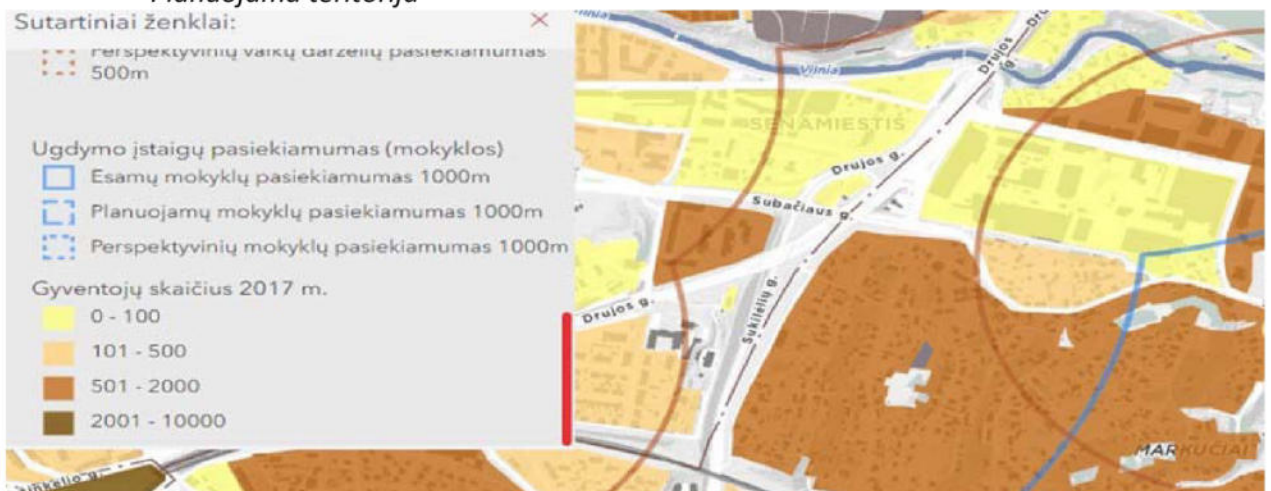 Planuojama teritorija
Sutartiniai ženklai:
×
Perspektyvinių vaikų darželių pasiekiamumas
500m
Ugdymo įstaigų pasiekiamumas (mokyklos)
Esamų mokyklų pasiekiamumas 1000m
Planuojamų mokyklų pasiekiamumas 1000m
Perspektyvinių mokyklų pasiekiamumas 1000m
Gyventojų skaičius 2017 m.
0 - 100
101 - 500
501 - 2000
2001 - 10000
Drujos g.
Vilnia
SENAMIESTIS
Drujos g.
Subačiaus g.
Drujos g.
Sukilėlių g.
MARKUČIAI